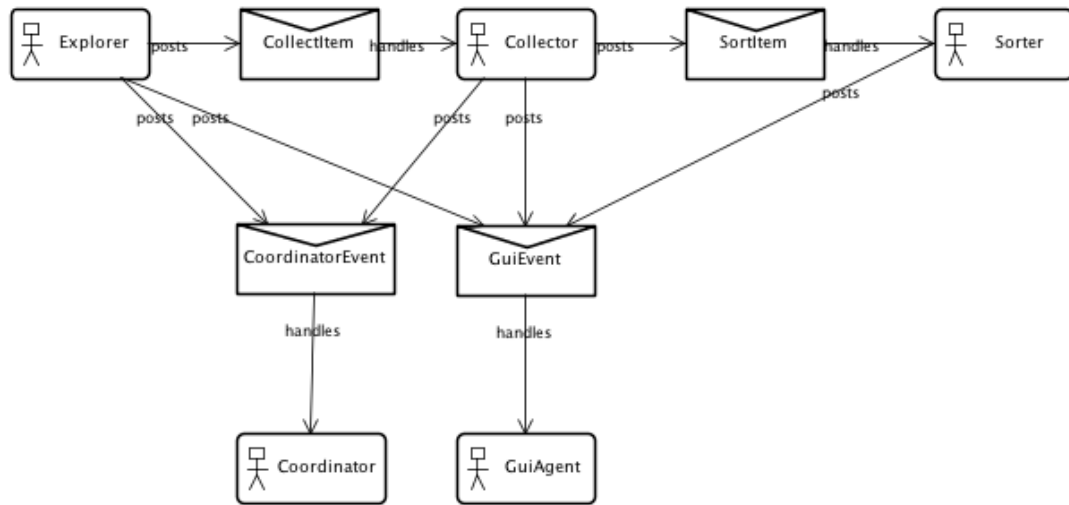 Explorer
posts
CollectItem
handles
Collector
posts
SortItem
handles
Sorter
posts
posts
posts
posts
posts
CoordinatorEvent
GuiEvent
handles
handles
Coordinator
GuiAgent